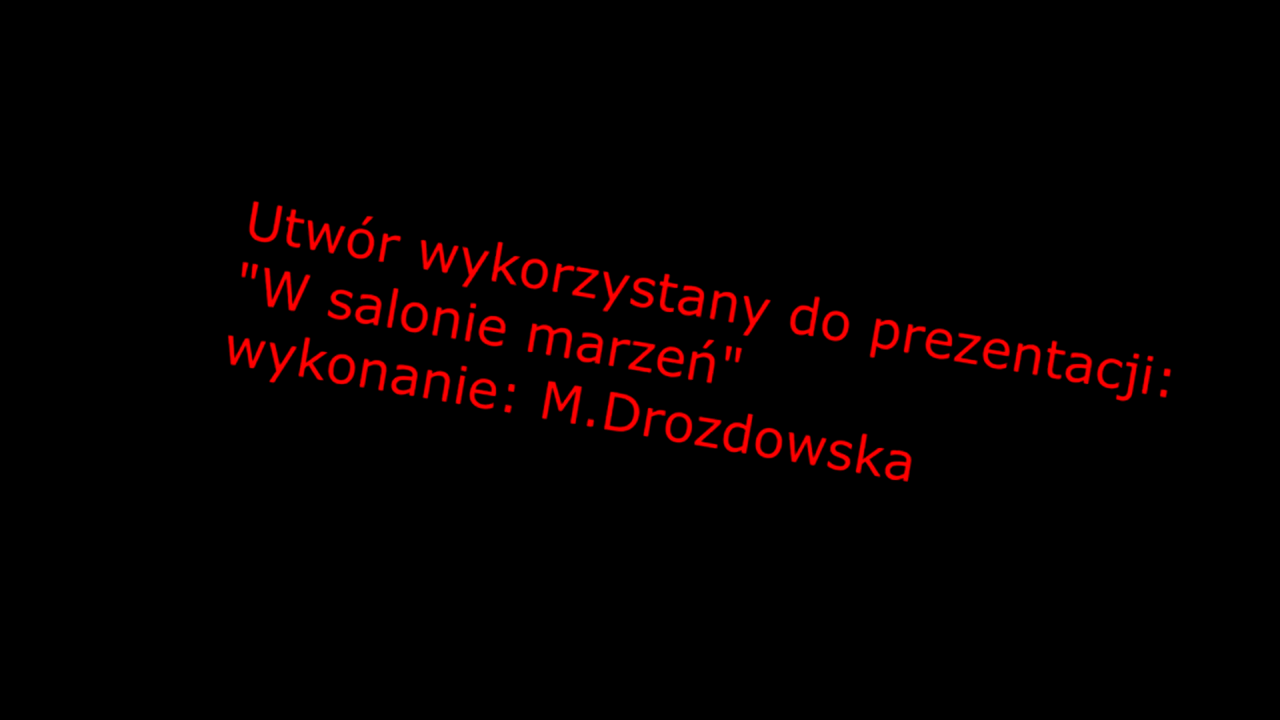 Utwór wykorzystany do prezentacji:
"W salonie marzeń"
wykonanie: M.Drozdowska